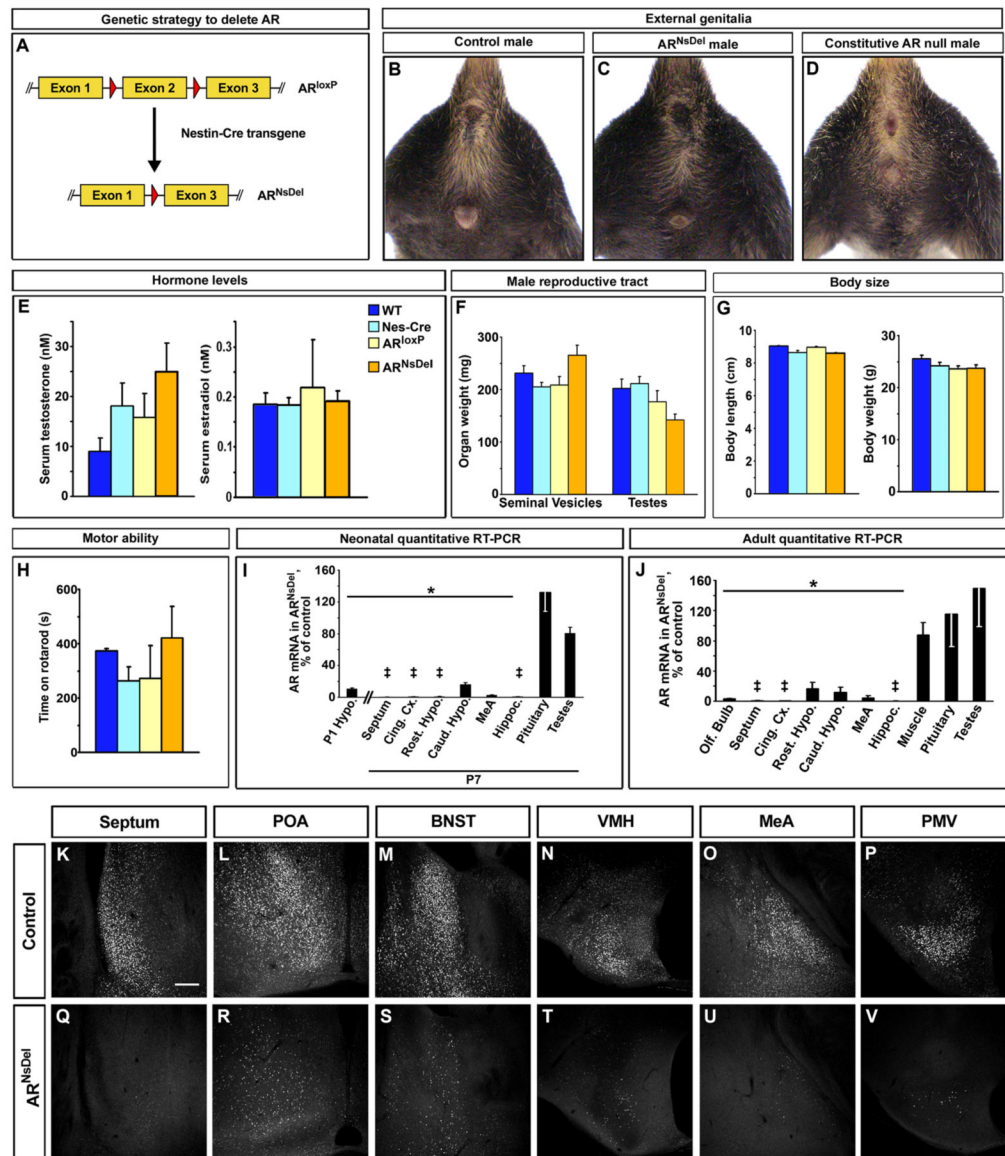 Genetic strategy to delete AR
External genitalia
Control male
AR^NsDel male
Constitutive AR null male
A
Exon 1
Exon 2
Exon 3
AR^loxP
Nestin-Cre transgene
Exon 1
Exon 3
AR^NsDel
B
C
D
Hormone levels
Male reproductive tract
Body size
E
Serum testosterone (nM)
30
20
10
0
Serum estradiol (nM)
0.3
0.2
0.1
0
WT
Nes-Cre
AR^loxP
AR^NsDel
F
Organ weight (mg)
300
200
100
0
Seminal Vesicles
Testes
G
Body length (cm)
10
8
6
4
2
0
Body weight (g)
30
20
10
0
Motor ability
Neonatal quantitative RT-PCR
Adult quantitative RT-PCR
H
Time on rotarod (s)
600
400
200
0
I
AR mRNA in AR^NsDel,
% of control
160
120
80
40
0
*
‡ ‡ ‡ ‡
P1 Hypo.
Septum
Cing. Cx.
Rost. Hypo.
Caud. Hypo.
MeA
Hippoc.
Pituitary
Testes
P7
J
AR mRNA in AR^NsDel,
% of control
160
120
80
40
0
*
‡ ‡ ‡
Olf. Bulb
Septum
Cing. Cx.
Rost. Hypo.
Caud. Hypo.
MeA
Hippoc.
Muscle
Pituitary
Testes
Septum
POA
BNST
VMH
MeA
PMV
Control
K
L
M
N
O
P
AR^NsDel
Q
R
S
T
U
V